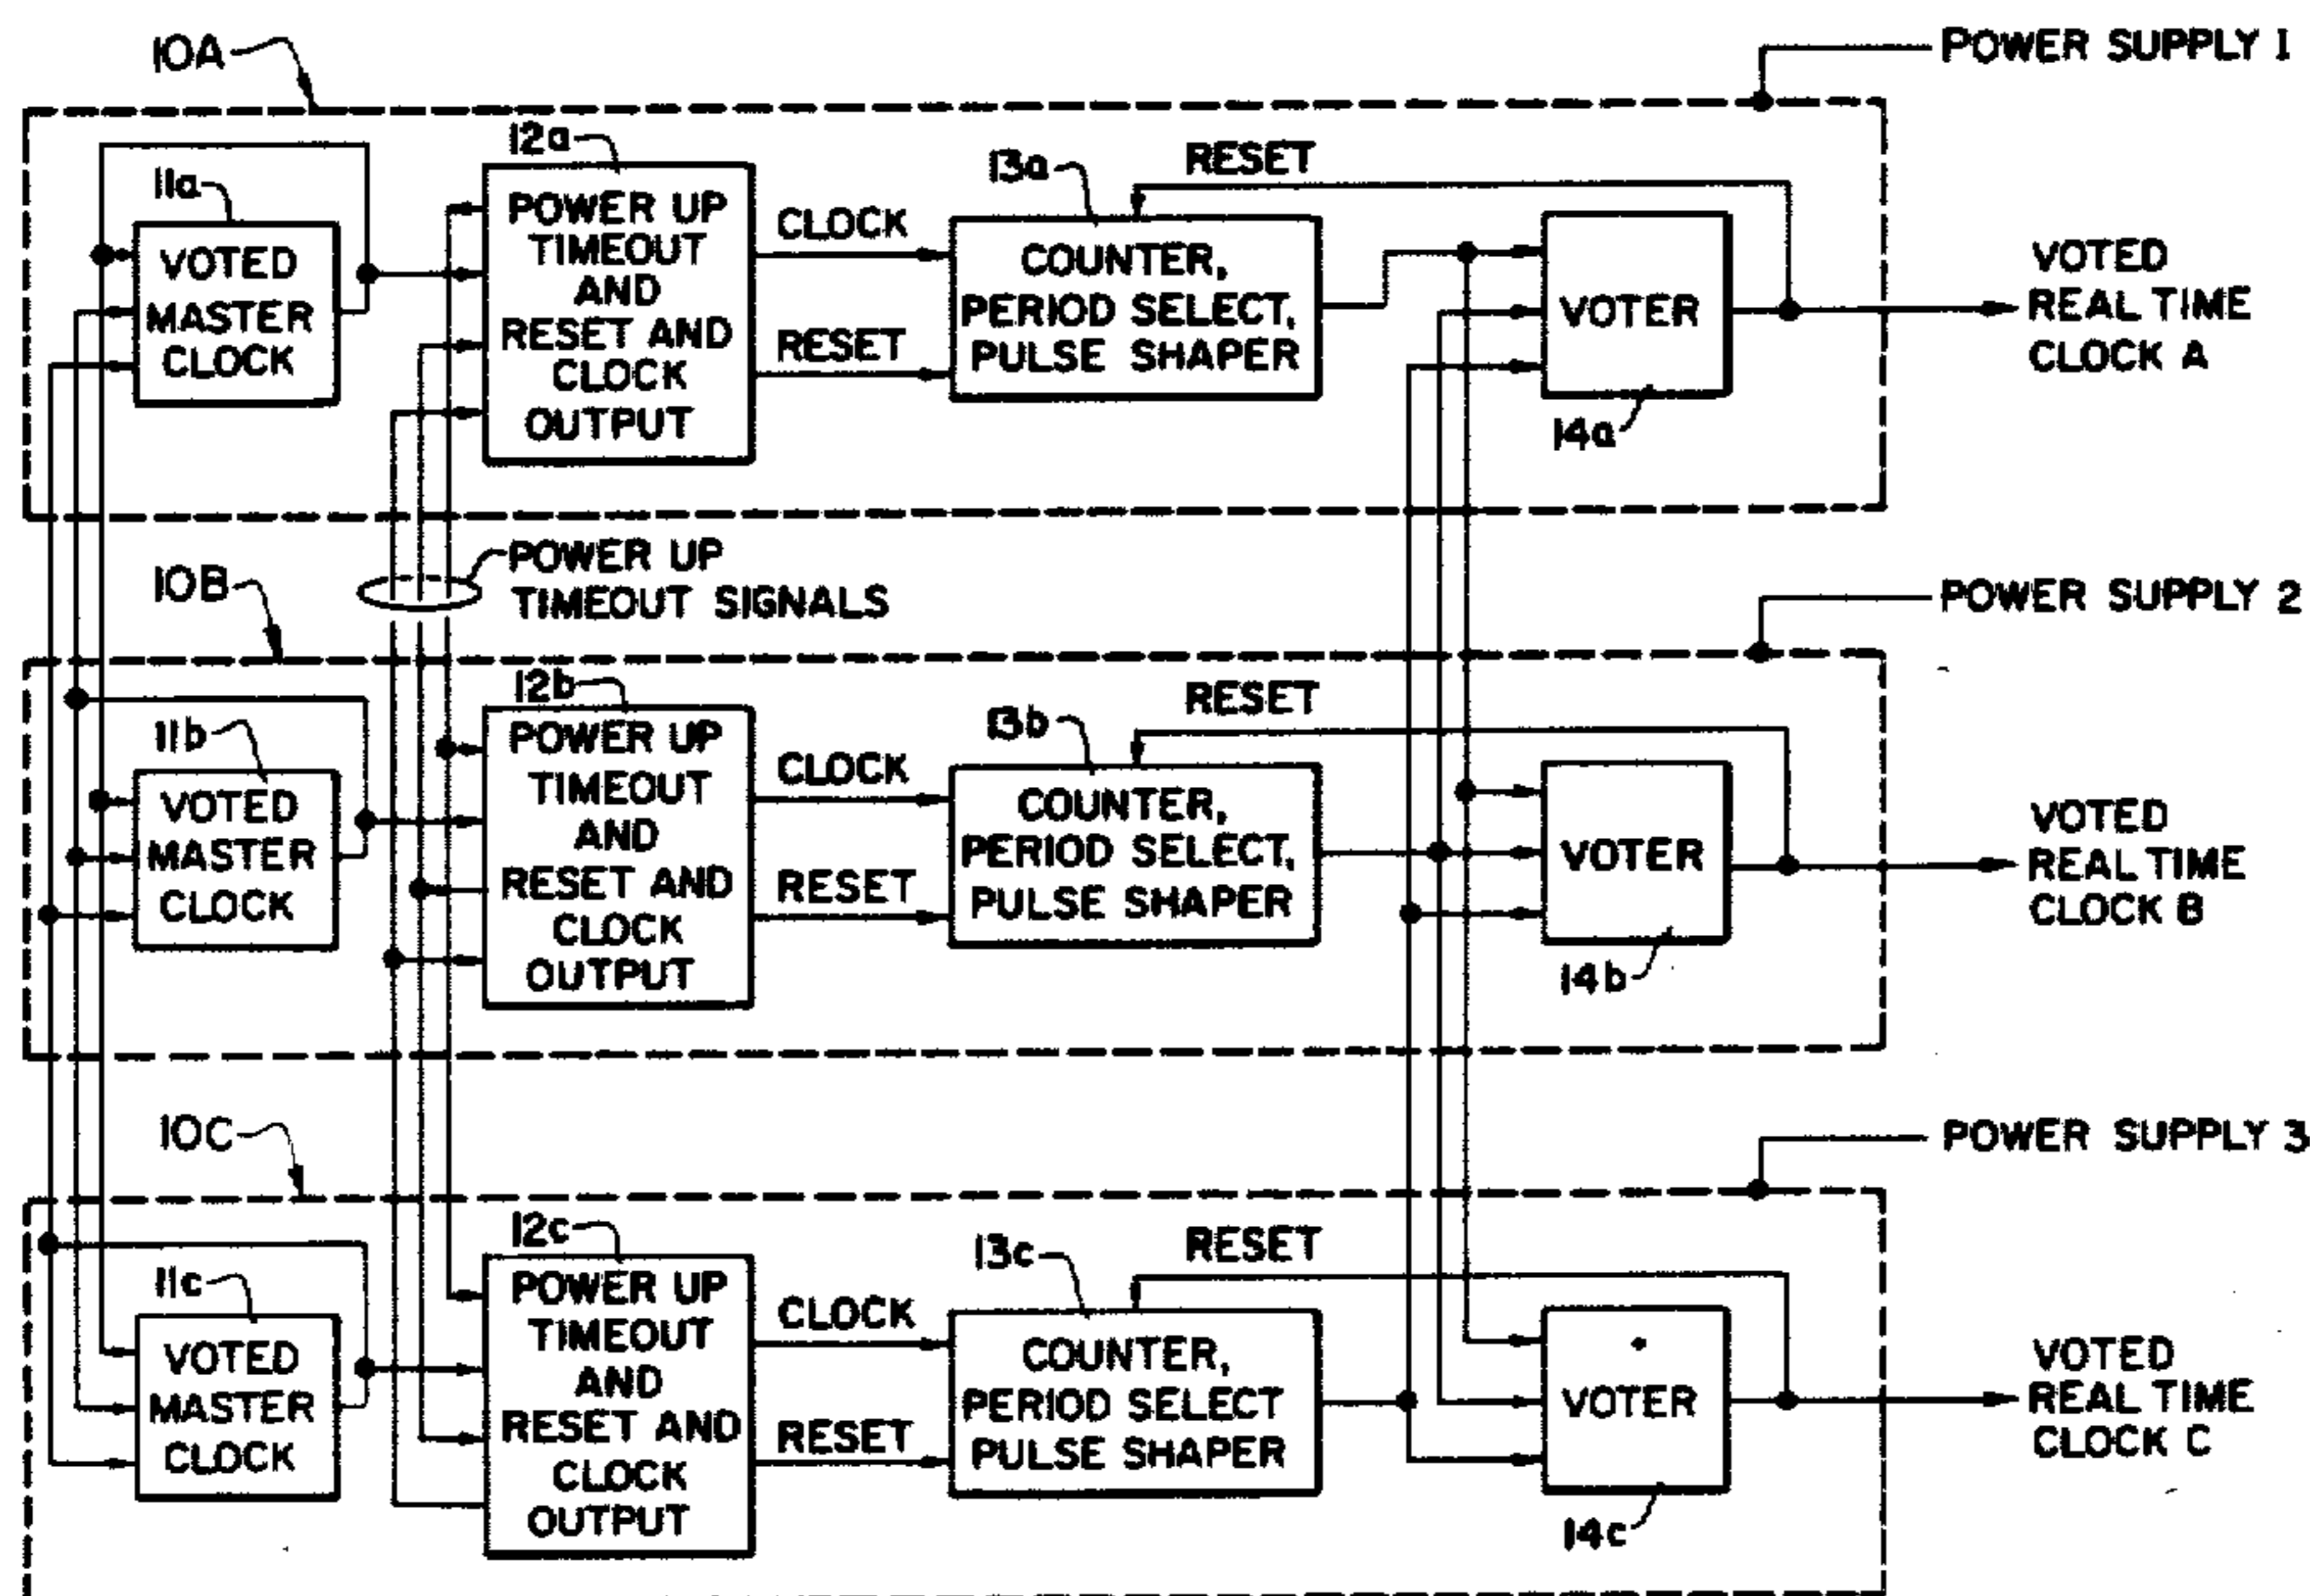 10A
POWER SUPPLY 1
11a
VOTED
MASTER
CLOCK
12a
POWER UP
TIMEOUT
AND
RESET AND
CLOCK
OUTPUT
CLOCK
RESET
13a
COUNTER,
PERIOD SELECT,
PULSE SHAPER
RESET
VOTER
14a
VOTED
REAL TIME
CLOCK A
POWER UP
TIMEOUT SIGNALS
10B
POWER SUPPLY 2
11b
VOTED
MASTER
CLOCK
12b
POWER UP
TIMEOUT
AND
RESET AND
CLOCK
OUTPUT
CLOCK
RESET
13b
COUNTER,
PERIOD SELECT,
PULSE SHAPER
RESET
VOTER
14b
VOTED
REAL TIME
CLOCK B
10C
POWER SUPPLY 3
11c
VOTED
MASTER
CLOCK
12c
POWER UP
TIMEOUT
AND
RESET AND
CLOCK
OUTPUT
CLOCK
RESET
13c
COUNTER,
PERIOD SELECT
PULSE SHAPER
RESET
VOTER
14c
VOTED
REAL TIME
CLOCK C